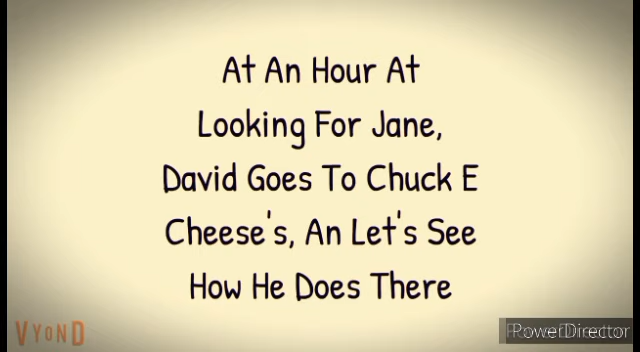 At An Hour At
Looking For Jane,
David Goes To Chuck E
Cheese's, An Let's See
How He Does There
VYOND
PowerDirector